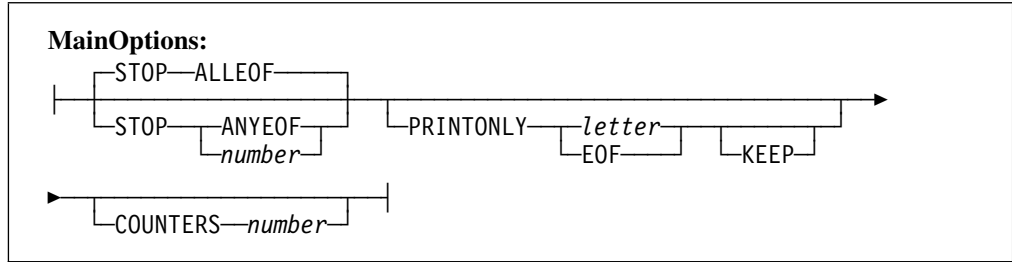 MainOptions:
STOP ALLEOF
STOP ANYEOF PRINTONLY letter
number EOF KEEP
COUNTERS number